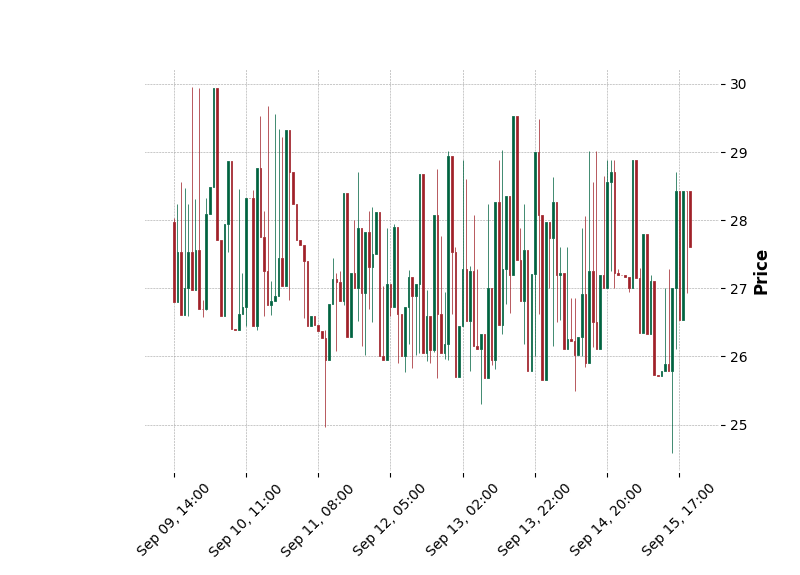 30
29
28
27
26
25
Price
Sep 09, 14:00
Sep 10, 11:00
Sep 11, 08:00
Sep 12, 05:00
Sep 13, 02:00
Sep 13, 22:00
Sep 14, 20:00
Sep 15, 17:00